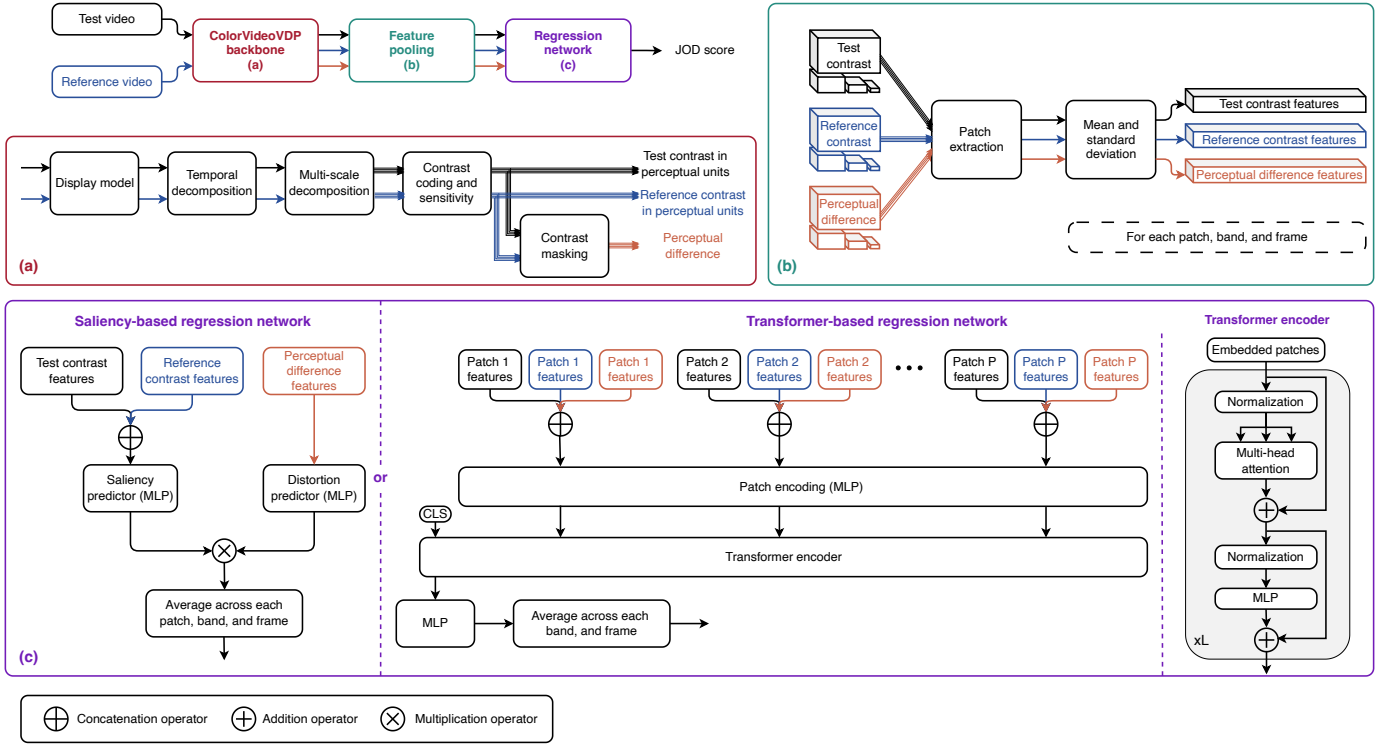 Test video
Reference video
ColorVideoVDP
backbone
(a)
Feature
pooling
(b)
Regression
network
(c)
JOD score
Display model
Temporal
decomposition
Multi-scale
decomposition
Contrast
coding and
sensitivity
Contrast
masking
Test contrast in
perceptual units
Reference contrast
in perceptual units
Perceptual
difference
(a)
Test
contrast
Reference
contrast
Perceptual
difference
Patch
extraction
Mean and
standard
deviation
Test contrast features
Reference contrast features
Perceptual difference features
For each patch, band, and frame
(b)
Saliency-based regression network
Test contrast
features
Reference
contrast features
Perceptual
difference
features
Saliency
predictor (MLP)
Distortion
predictor (MLP)
Average across each
patch, band, and frame
(c)
or
Transformer-based regression network
Patch 1
features
Patch 1
features
Patch 1
features
Patch 2
features
Patch 2
features
Patch 2
features
Patch P
features
Patch P
features
Patch P
features
Patch encoding (MLP)
CLS
Transformer encoder
MLP
Average across each
band, and frame
Transformer encoder
Embedded patches
Normalization
Multi-head
attention
Normalization
MLP
xL
Concatenation operator
Addition operator
Multiplication operator